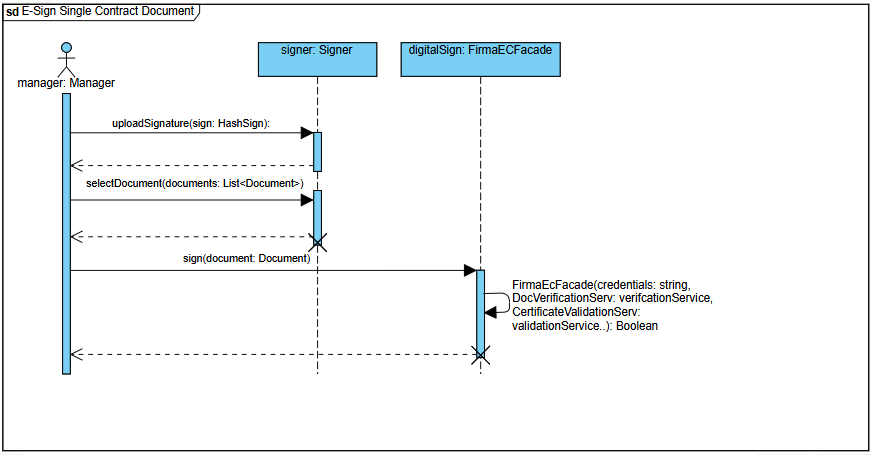 sd E-Sign Single Contract Document
manager: Manager
signer: Signer
digitalSign: FirmaECFacade
uploadSignature(sign: HashSign):
selectDocument(documents: List<Document>)
sign(document: Document)
FirmaEcFacade(credentials: string,
DocVerificationServ: verifcationService,
CertificateValidationServ:
validationService..): Boolean